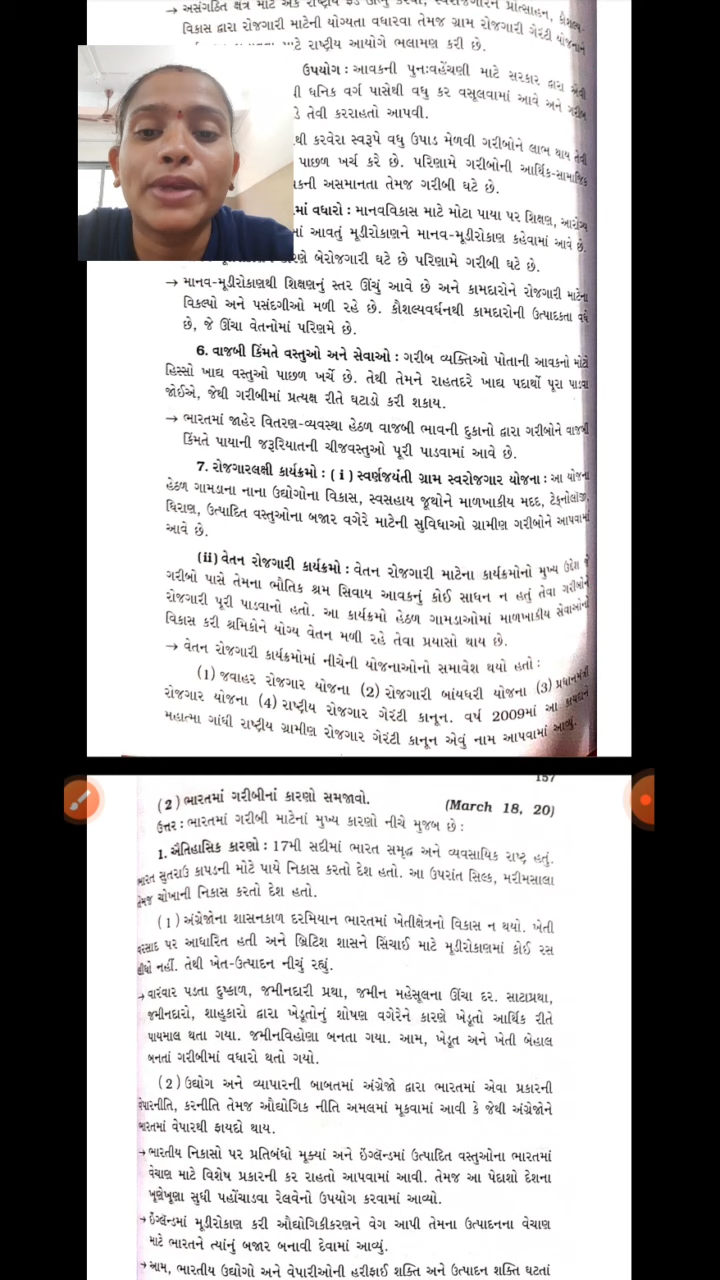 → અસંગઠિત ક્ષેત્ર માટે એક રાષ્ટ્રીય ફંડ ઊભું કરવા, સ્વરોજગારને પ્રોત્સાહન, કૌશલ્ય-
વિકાસ દ્વારા રોજગારી માટેની યોગ્યતા વધારવા તેમજ ગ્રામ રોજગારી ગેરંટી યોજનાને
માટે રાષ્ટ્રીય આયોગે ભલામણ કરી છે.
ઉપયોગ : આવકની પુનઃવહેંચણી માટે સરકાર દ્વારા એવી
ધનિક વર્ગ પાસેથી વધુ કર વસૂલવામાં આવે અને ગરીબ
તેવી કરરાહતો આપવી.
કરવેરા સ્વરૂપે વધુ ઉપાડ મેળવી ગરીબોને લાભ થાય તેવી
પાછળ ખર્ચ કરે છે. પરિણામે ગરીબોની આર્થિક-સામાજિક
અસમાનતા તેમજ ગરીબી ઘટે છે.
વધારો : માનવવિકાસ માટે મોટા પાયા પર શિક્ષણ, આરોગ્ય
આવતું મૂડીરોકાણને માનવ-મૂડીરોકાણ કહેવામાં આવે છે.
કારણે બેરોજગારી ઘટે છે પરિણામે ગરીબી ઘટે છે.
→ માનવ-મૂડીરોકાણથી શિક્ષણનું સ્તર ઊંચું આવે છે અને કામદારોને રોજગારી માટેના
વિકલ્પો અને પસંદગીઓ મળી રહે છે. કૌશલ્યવર્ધનથી કામદારોની ઉત્પાદકતા વધે
છે, જે ઊંચા વેતનોમાં પરિણમે છે.
6. વાજબી કિંમતે વસ્તુઓ અને સેવાઓ : ગરીબ વ્યક્તિઓ પોતાની આવકનો મોટો
હિસ્સો ખાદ્ય વસ્તુઓ પાછળ ખર્ચે છે. તેથી તેમને રાહતદરે ખાદ્ય પદાર્થો પૂરા પાડવા
જોઈએ, જેથી ગરીબીમાં પ્રત્યક્ષ રીતે ઘટાડો કરી શકાય.
→ ભારતમાં જાહેર વિતરણ-વ્યવસ્થા હેઠળ વાજબી ભાવની દુકાનો દ્વારા ગરીબોને વાજબી
કિંમતે પાયાની જરૂરિયાતની ચીજવસ્તુઓ પૂરી પાડવામાં આવે છે.
7. રોજગારલક્ષી કાર્યક્રમો : ( i ) સ્વર્ણજયંતી ગ્રામ સ્વરોજગાર યોજના : આ યોજના
હેઠળ ગામડાના નાના ઉદ્યોગોના વિકાસ, સ્વસહાય જૂથોને માળખાકીય મદદ, ટેક્નોલૉજી,
ધિરાણ, ઉત્પાદિત વસ્તુઓના બજાર વગેરે માટેની સુવિધાઓ ગ્રામીણ ગરીબોને આપવામાં
આવે છે.
(ii) વેતન રોજગારી કાર્યક્રમો : વેતન રોજગારી માટેના કાર્યક્રમોનો મુખ્ય ઉદ્દેશ જે
ગરીબો પાસે તેમના ભૌતિક શ્રમ સિવાય આવકનું કોઈ સાધન ન હતું તેવા ગરીબોને
રોજગારી પૂરી પાડવાનો હતો. આ કાર્યક્રમો હેઠળ ગામડાઓમાં માળખાકીય સેવાઓનો
વિકાસ કરી શ્રમિકોને યોગ્ય વેતન મળી રહે તેવા પ્રયાસો થાય છે.
→ વેતન રોજગારી કાર્યક્રમોમાં નીચેની યોજનાઓનો સમાવેશ થયો હતો :
(1) જવાહર રોજગાર યોજના (2) રોજગારી બાંયધરી યોજના (3) પ્રધાનમંત્રી
રોજગાર યોજના (4) રાષ્ટ્રીય રોજગાર ગેરંટી કાનૂન. વર્ષ 2009માં આ કાયદાને
મહાત્મા ગાંધી રાષ્ટ્રીય ગ્રામીણ રોજગાર ગેરંટી કાનૂન એવું નામ આપવામાં આવ્યું.
157
(2) ભારતમાં ગરીબીનાં કારણો સમજાવો.
(March 18, 20)
ઉત્તર : ભારતમાં ગરીબી માટેનાં મુખ્ય કારણો નીચે મુજબ છે :
1. ઐતિહાસિક કારણો : 17મી સદીમાં ભારત સમૃદ્ધ અને વ્યવસાયિક રાષ્ટ્ર હતું.
ભારત સુતરાઉ કાપડની મોટે પાયે નિકાસ કરતો દેશ હતો. આ ઉપરાંત સિલ્ક, મરીમસાલા
તેમજ ચોખાની નિકાસ કરતો દેશ હતો.
(1) અંગ્રેજોના શાસનકાળ દરમિયાન ભારતમાં ખેતીક્ષેત્રનો વિકાસ ન થયો. ખેતી
વરસાદ પર આધારિત હતી અને બ્રિટિશ શાસને સિંચાઈ માટે મૂડીરોકાણમાં કોઈ રસ
લીધો નહીં. તેથી ખેત-ઉત્પાદન નીચું રહ્યું.
→ વારંવાર પડતા દુષ્કાળ, જમીનદારી પ્રથા, જમીન મહેસૂલના ઊંચા દર. સાટાપ્રથા,
જમીનદારો, શાહુકારો દ્વારા ખેડૂતોનું શોષણ વગેરેને કારણે ખેડૂતો આર્થિક રીતે
પાયમાલ થતા ગયા. જમીનવિહોણા બનતા ગયા. આમ, ખેડૂત અને ખેતી બેહાલ
બનતાં ગરીબીમાં વધારો થતો ગયો.
(2) ઉદ્યોગ અને વ્યાપારની બાબતમાં અંગ્રેજો દ્વારા ભારતમાં એવા પ્રકારની
વેપારનીતિ, કરનીતિ તેમજ ઔદ્યોગિક નીતિ અમલમાં મૂકવામાં આવી કે જેથી અંગ્રેજોને
ભારતમાં વેપારથી ફાયદો થાય.
→ ભારતીય નિકાસો પર પ્રતિબંધો મૂક્યાં અને ઇંગ્લૅન્ડમાં ઉત્પાદિત વસ્તુઓના ભારતમાં
વેચાણ માટે વિશેષ પ્રકારની કર રાહતો આપવામાં આવી. તેમજ આ પેદાશો દેશના
ખૂણેખૂણા સુધી પહોંચાડવા રેલવેનો ઉપયોગ કરવામાં આવ્યો.
→ ઇંગ્લૅન્ડમાં મૂડીરોકાણ કરી ઔદ્યોગિકીકરણને વેગ આપી તેમના ઉત્પાદનના વેચાણ
માટે ભારતને ત્યાંનું બજાર બનાવી દેવામાં આવ્યું.
→ આમ, ભારતીય ઉદ્યોગો અને વેપારીઓની હરીફાઈ શક્તિ અને ઉત્પાદન શક્તિ ઘટતાં